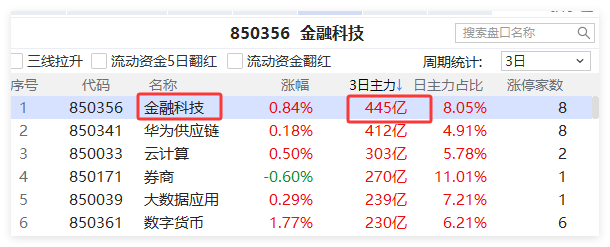 850356 金融科技
搜索盘口名称
三线拉升 流动资金5日翻红 流动资金翻红 周期统计: 3日
序号 代码 名称 涨幅 3日主力↓ 日主力占比 涨停家数
1 850356 金融科技 0.84% 445亿 8.05% 8
2 850341 华为供应链 0.18% 412亿 4.91% 8
3 850033 云计算 0.50% 303亿 5.78% 2
4 850171 券商 -0.60% 270亿 11.01% 1
5 850039 大数据应用 0.29% 239亿 7.21% 1
6 850361 数字货币 1.77% 230亿 6.21% 6